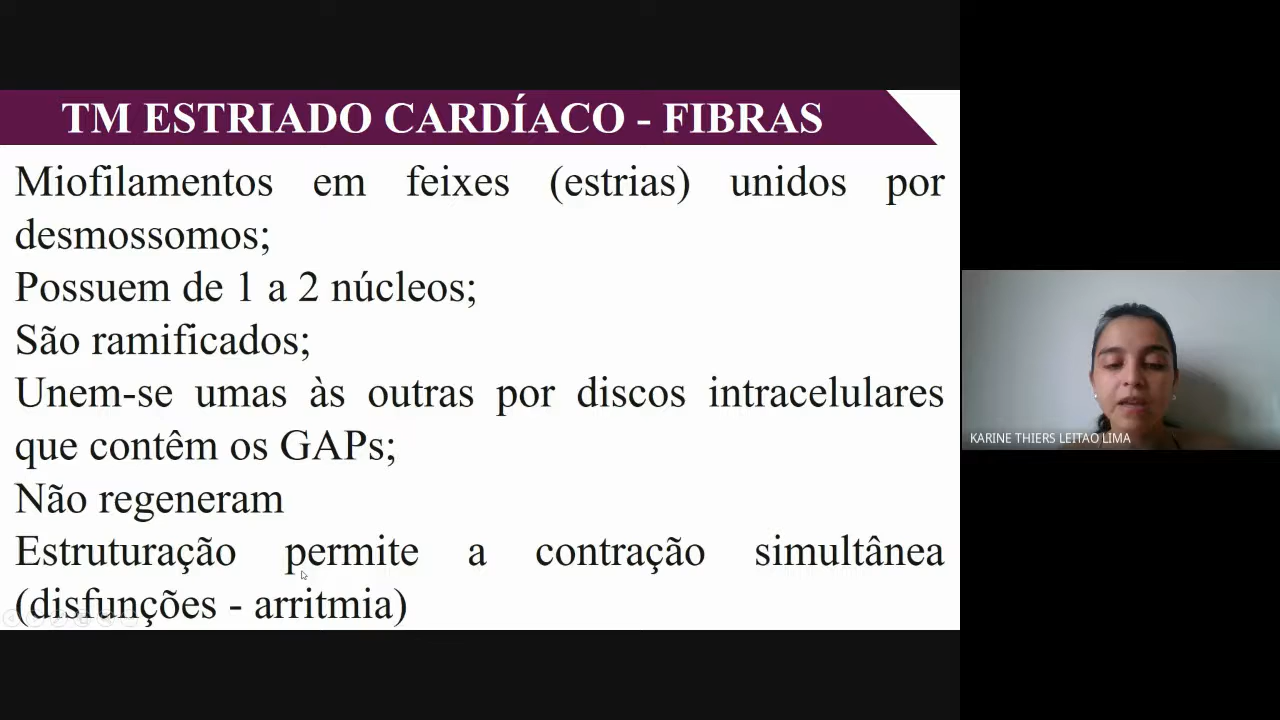 TM ESTRIADO CARDÍACO - FIBRAS
Miofilamentos em feixes (estrias) unidos por
desmossomos;
Possuem de 1 a 2 núcleos;
São ramificados;
Unem-se umas às outras por discos intracelulares
que contêm os GAPs;
Não regeneram
Estruturação permite a contração simultânea
(disfunções - arritmia)
KARINE THIERS LEITAO LIMA